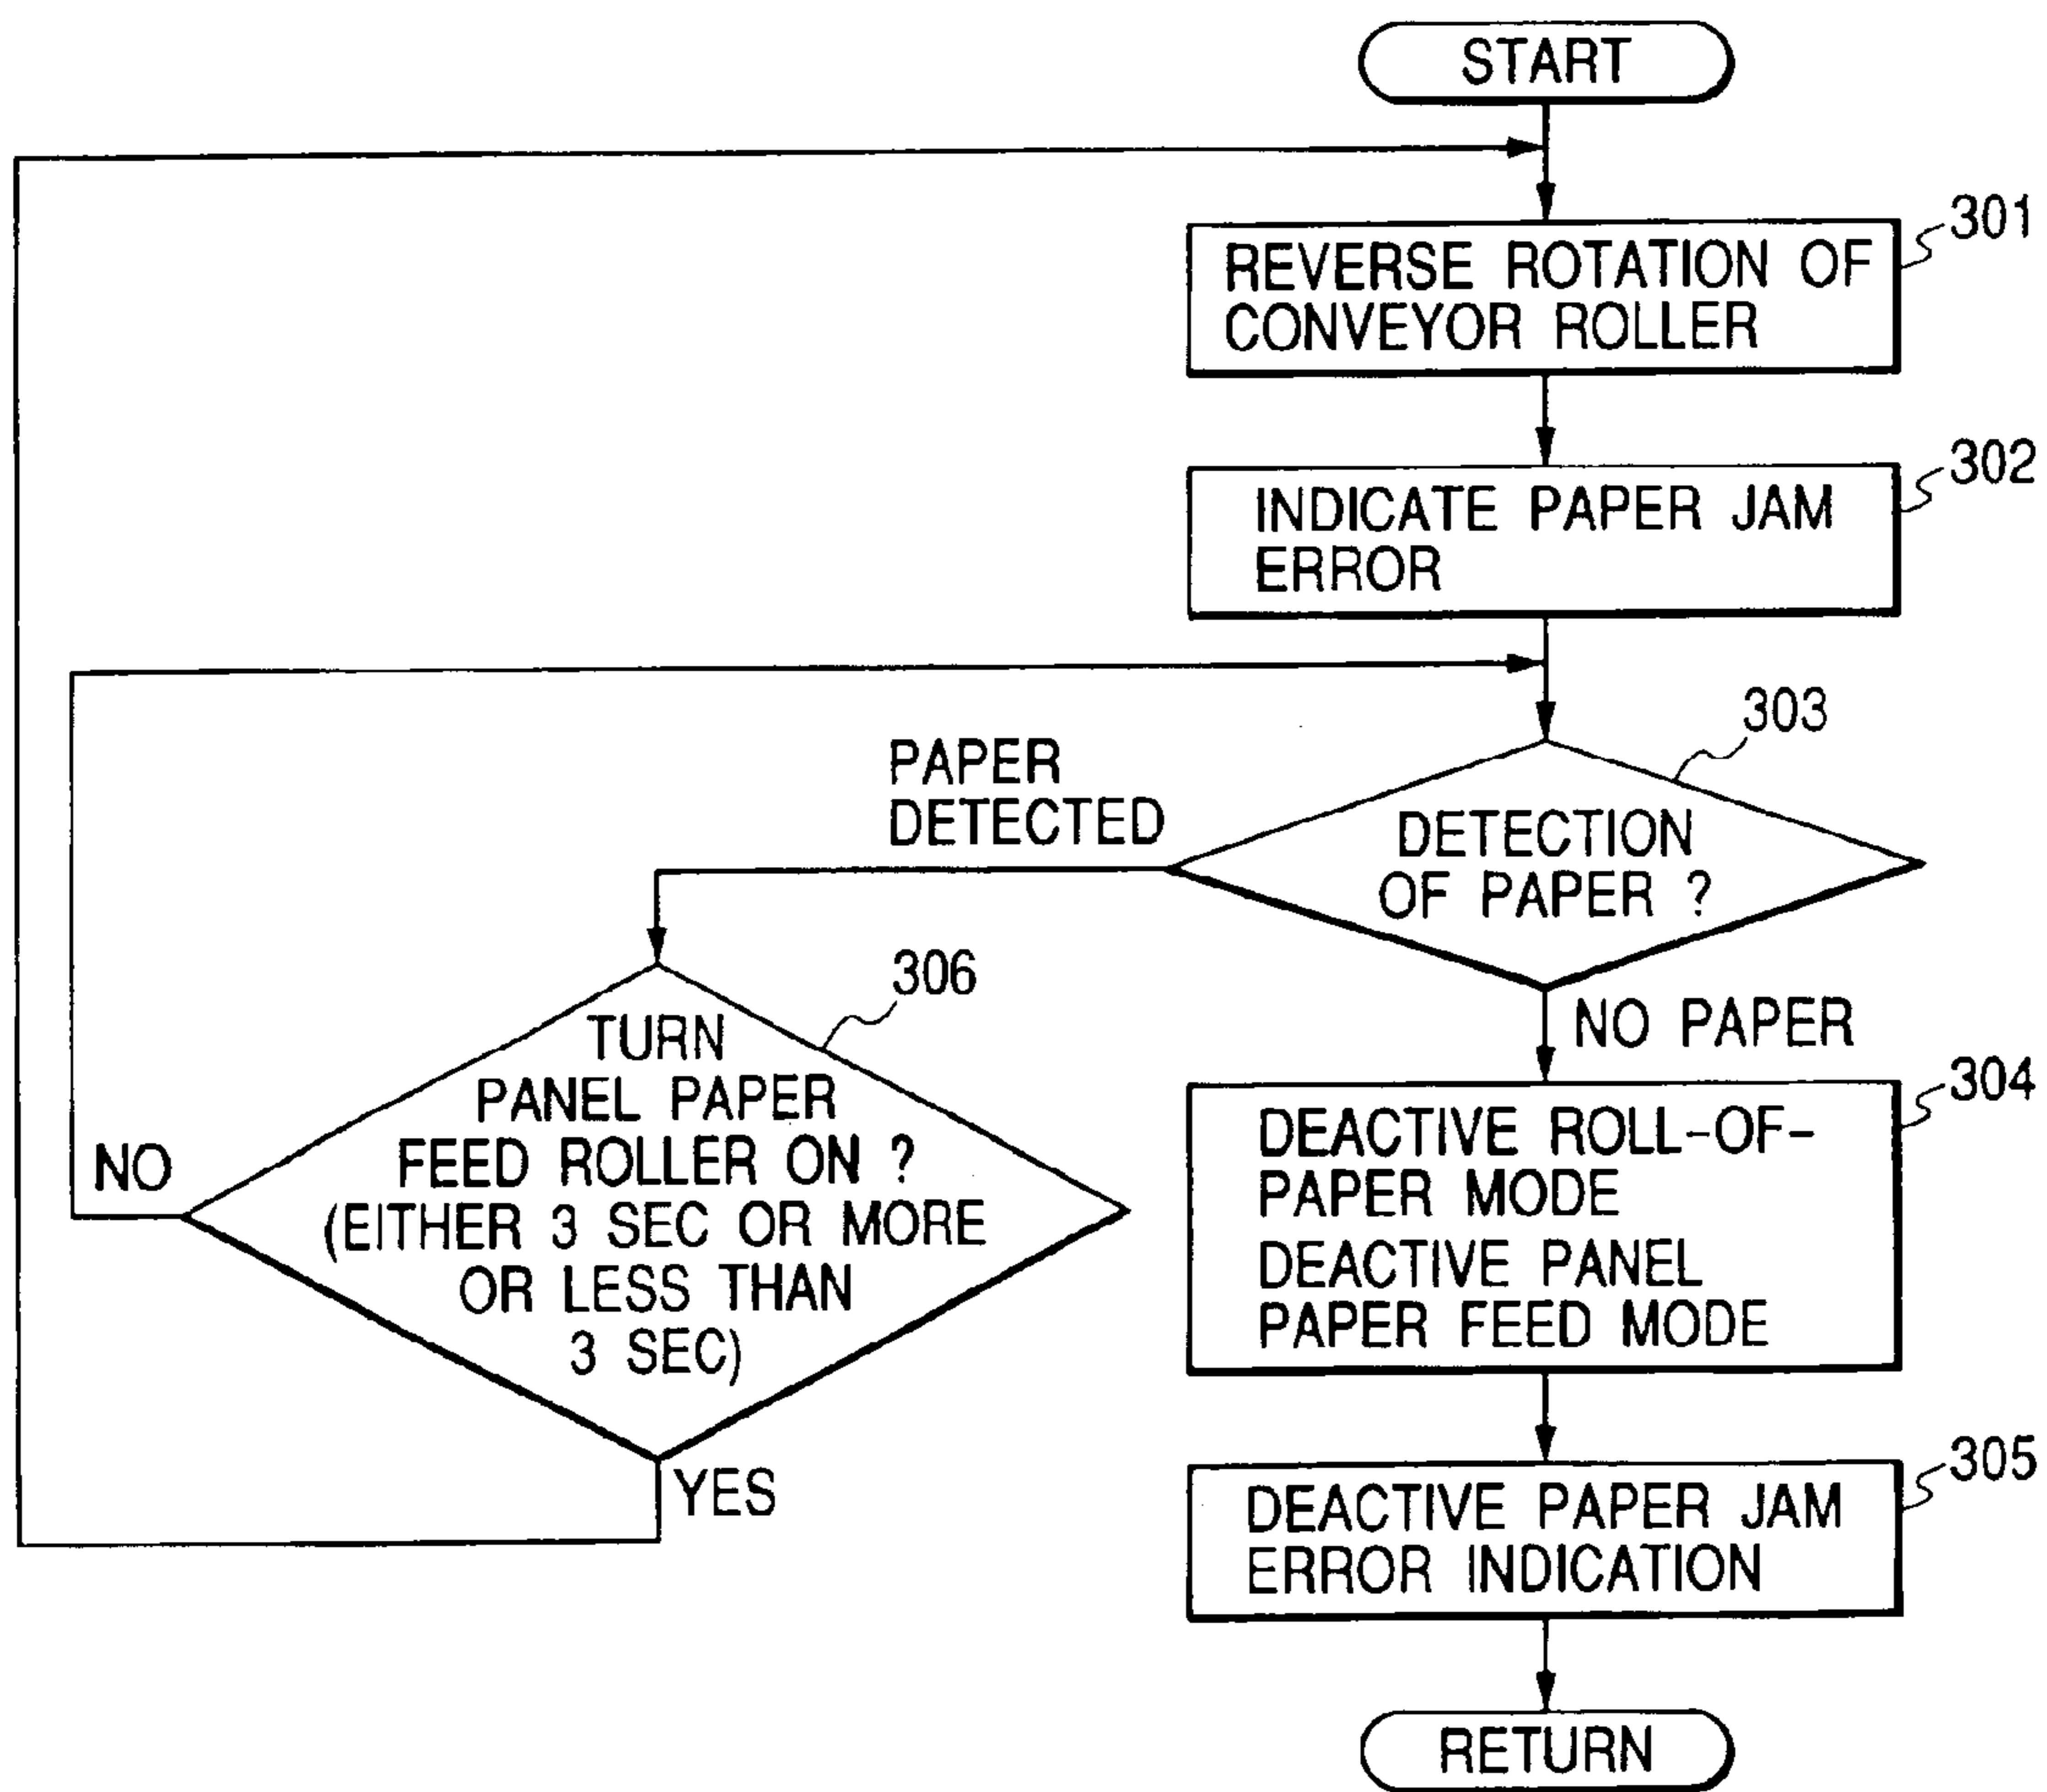 START
301
REVERSE ROTATION OF
CONVEYOR ROLLER
302
INDICATE PAPER JAM
ERROR
303
PAPER
DETECTED
DETECTION
OF PAPER ?
306
TURN
PANEL PAPER
FEED ROLLER ON ?
(EITHER 3 SEC OR MORE
OR LESS THAN
3 SEC)
NO
YES
NO PAPER
304
DEACTIVE ROLL-OF-
PAPER MODE
DEACTIVE PANEL
PAPER FEED MODE
305
DEACTIVE PAPER JAM
ERROR INDICATION
RETURN